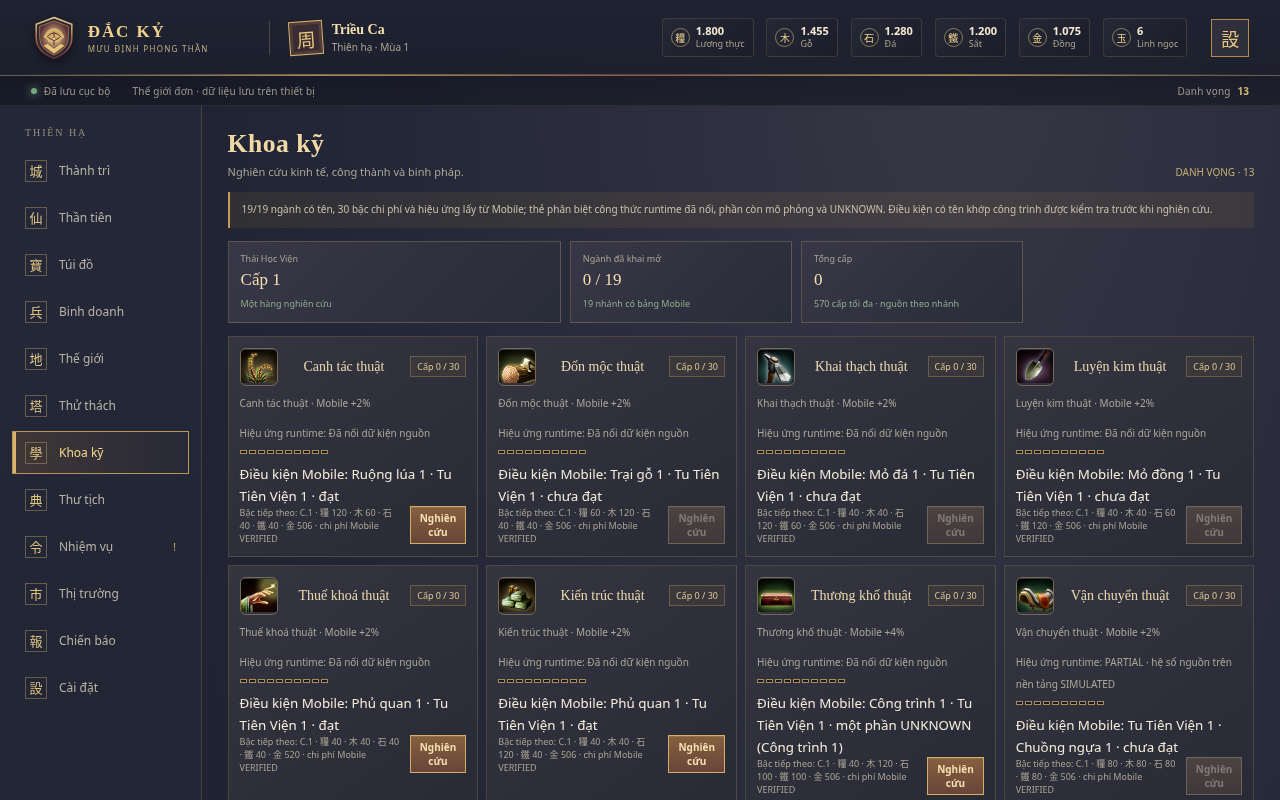 ĐẮC KỶ
MƯU ĐỊNH PHONG THẦN
周
Triều Ca
Thiên hạ · Mùa 1
糧 1.800 Lương thực
木 1.455 Gỗ
石 1.280 Đá
鐵 1.200 Sắt
金 1.075 Đồng
玉 6 Linh ngọc
設
Đã lưu cục bộ
Thế giới đơn · dữ liệu lưu trên thiết bị
Danh vọng 13
THIÊN HẠ
城 Thành trì
仙 Thần tiên
寶 Túi đồ
兵 Binh doanh
地 Thế giới
塔 Thử thách
學 Khoa kỹ
典 Thư tịch
令 Nhiệm vụ !
市 Thị trường
報 Chiến báo
設 Cài đặt
Khoa kỹ
Nghiên cứu kinh tế, công thành và binh pháp.
DANH VỌNG · 13
19/19 ngành có tên, 30 bậc chi phí và hiệu ứng lấy từ Mobile; thẻ phân biệt công thức runtime đã nối, phần còn mô phỏng và UNKNOWN. Điều kiện có tên khớp công trình được kiểm tra trước khi nghiên cứu.
Thái Học Viện
Cấp 1
Một hàng nghiên cứu
Ngành đã khai mở
0 / 19
19 nhánh có bảng Mobile
Tổng cấp
0
570 cấp tối đa · nguồn theo nhánh
Canh tác thuật
Cấp 0 / 30
Canh tác thuật · Mobile +2%
Hiệu ứng runtime: Đã nối dữ kiện nguồn
Điều kiện Mobile: Ruộng lúa 1 · Tu
Tiên Viện 1 · đạt
Bậc tiếp theo: C.1 · 糧 120 · 木 60 · 石
40 · 鐵 40 · 金 506 · chi phí Mobile
VERIFIED
Nghiên
cứu
Đốn mộc thuật
Cấp 0 / 30
Đốn mộc thuật · Mobile +2%
Hiệu ứng runtime: Đã nối dữ kiện nguồn
Điều kiện Mobile: Trại gỗ 1 · Tu Tiên
Viện 1 · chưa đạt
Bậc tiếp theo: C.1 · 糧 60 · 木 120 · 石
40 · 鐵 40 · 金 506 · chi phí Mobile
VERIFIED
Nghiên
cứu
Khai thạch thuật
Cấp 0 / 30
Khai thạch thuật · Mobile +2%
Hiệu ứng runtime: Đã nối dữ kiện nguồn
Điều kiện Mobile: Mỏ đá 1 · Tu Tiên
Viện 1 · chưa đạt
Bậc tiếp theo: C.1 · 糧 40 · 木 40 · 石
120 · 鐵 60 · 金 506 · chi phí Mobile
VERIFIED
Nghiên
cứu
Luyện kim thuật
Cấp 0 / 30
Luyện kim thuật · Mobile +2%
Hiệu ứng runtime: Đã nối dữ kiện nguồn
Điều kiện Mobile: Mỏ đồng 1 · Tu
Tiên Viện 1 · chưa đạt
Bậc tiếp theo: C.1 · 糧 40 · 木 40 · 石 60
· 鐵 120 · 金 506 · chi phí Mobile
VERIFIED
Nghiên
cứu
Thuế khoá thuật
Cấp 0 / 30
Thuế khoá thuật · Mobile +2%
Hiệu ứng runtime: Đã nối dữ kiện nguồn
Điều kiện Mobile: Phủ quan 1 · Tu
Tiên Viện 1 · đạt
Bậc tiếp theo: C.1 · 糧 40 · 木 40 · 石 40
· 鐵 40 · 金 520 · chi phí Mobile
VERIFIED
Nghiên
cứu
Kiến trúc thuật
Cấp 0 / 30
Kiến trúc thuật · Mobile +2%
Hiệu ứng runtime: Đã nối dữ kiện nguồn
Điều kiện Mobile: Phủ quan 1 · Tu
Tiên Viện 1 · đạt
Bậc tiếp theo: C.1 · 糧 40 · 木 40 · 石
120 · 鐵 40 · 金 506 · chi phí Mobile
VERIFIED
Nghiên
cứu
Thương khố thuật
Cấp 0 / 30
Thương khố thuật · Mobile +4%
Hiệu ứng runtime: Đã nối dữ kiện nguồn
Điều kiện Mobile: Công trình 1 · Tu
Tiên Viện 1 · một phần UNKNOWN
(Công trình 1)
Bậc tiếp theo: C.1 · 糧 40 · 木 120 · 石
100 · 鐵 100 · 金 506 · chi phí Mobile
VERIFIED
Nghiên
cứu
Vận chuyển thuật
Cấp 0 / 30
Vận chuyển thuật · Mobile +2%
Hiệu ứng runtime: PARTIAL · hệ số nguồn trên
nền tảng SIMULATED
Điều kiện Mobile: Tu Tiên Viện 1 ·
Chuồng ngựa 1 · chưa đạt
Bậc tiếp theo: C.1 · 糧 80 · 木 80 · 石 80
· 鐵 80 · 金 506 · chi phí Mobile
VERIFIED
Nghiên
cứu